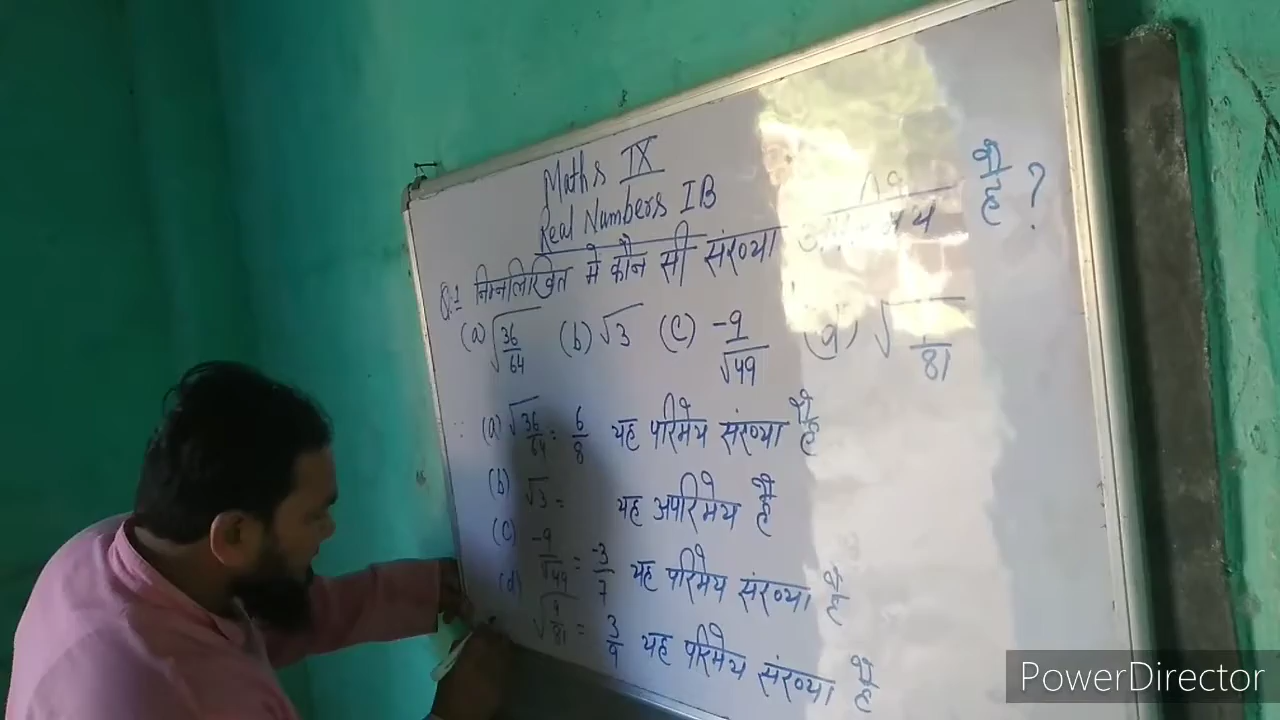 Maths IX
Real Numbers IB
Q.1 निम्नलिखित में कौन सी संख्या अपरिमेय है ?
(a) √36/64 (b) √3 (c) -9/√49 (d) √ /81
(a) √36/64 = 6/8 यह परिमेय संख्या है
(b) √3 = यह अपरिमेय है
(c) -9/√49 = -3/7 यह परिमेय संख्या है
(d) √9/81 = 3/9 यह परिमेय संख्या है
PowerDirector